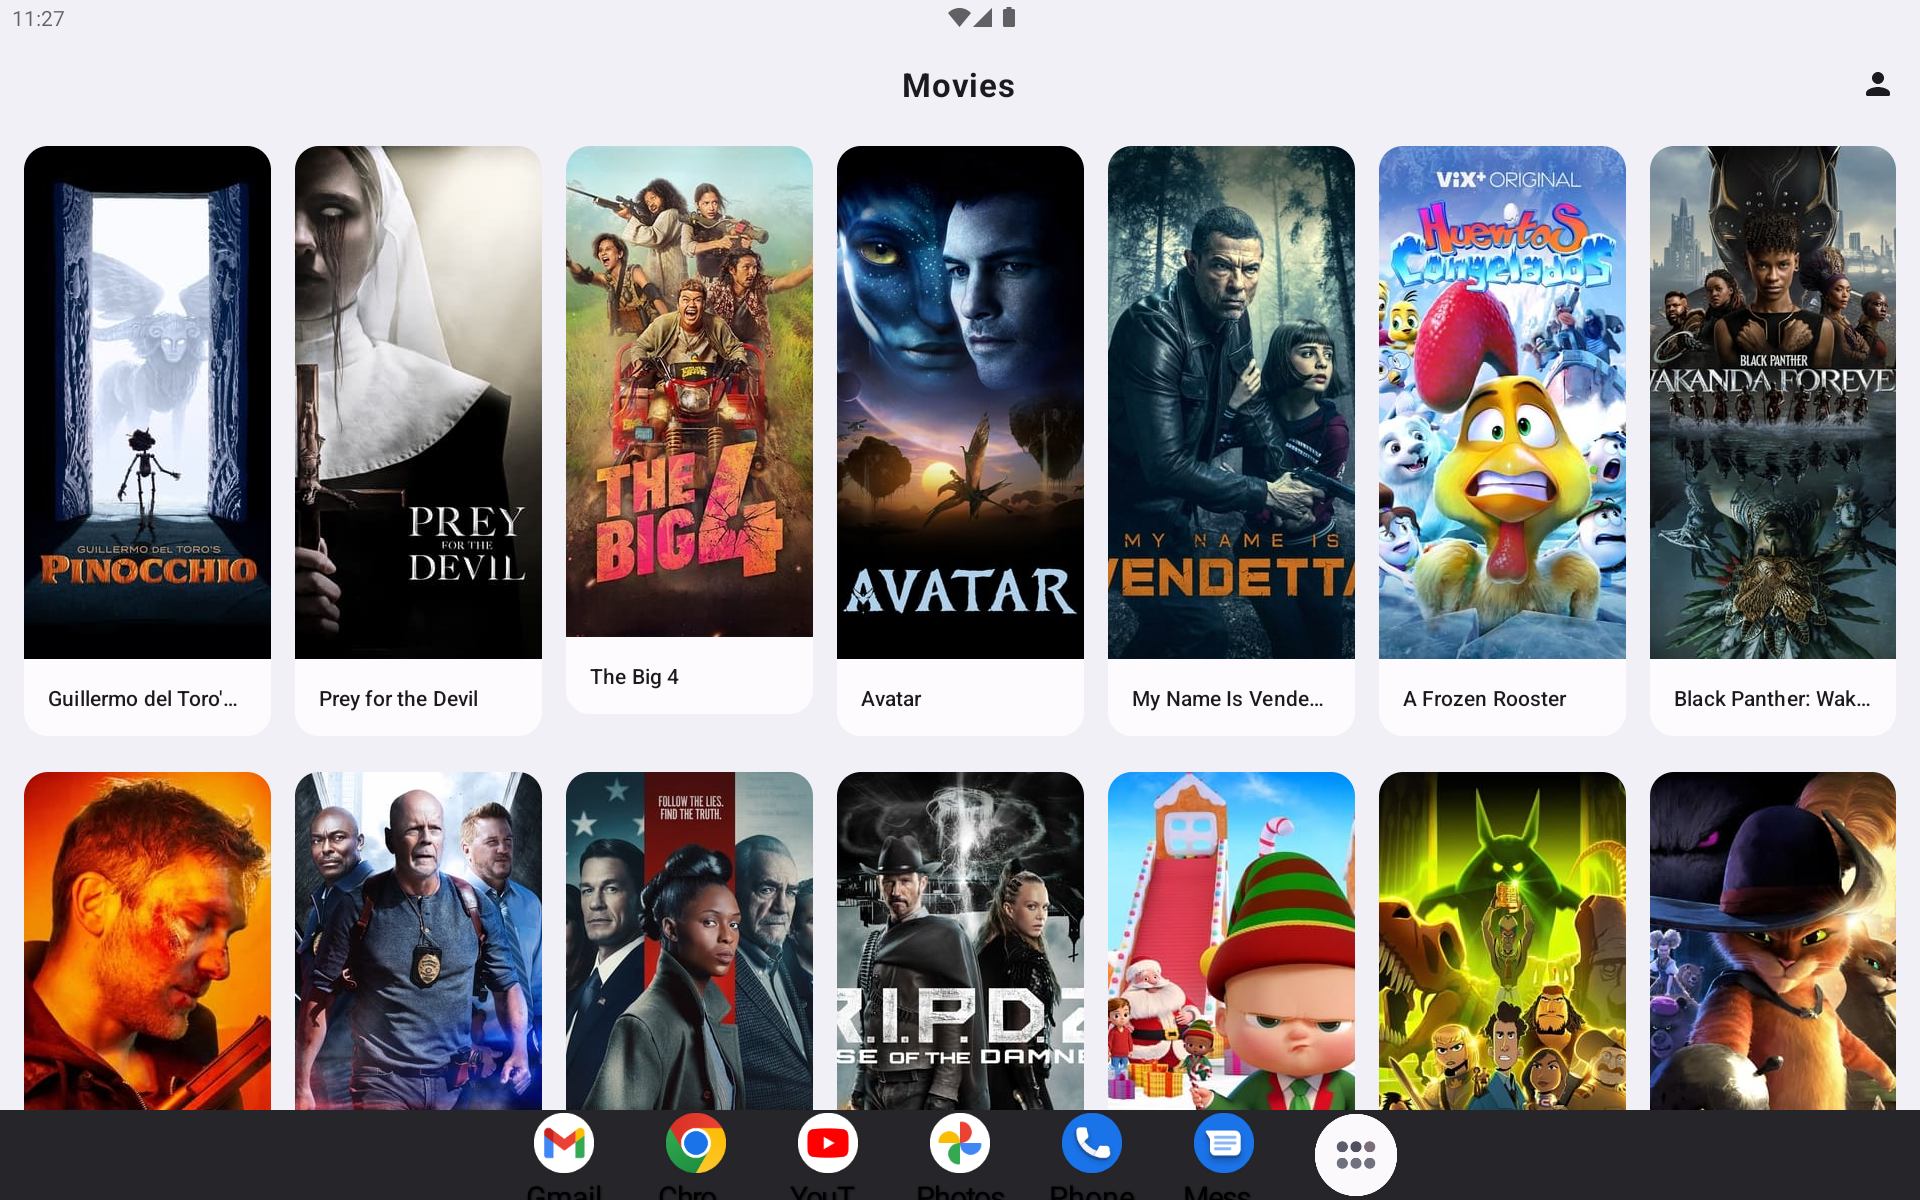 11:27
Movies
GUILLERMO DEL TORO'S
PINOCCHIO
Guillermo del Toro'...
PREY
FOR THE
DEVIL
Prey for the Devil
THE
BIG 4
The Big 4
AVATAR
Avatar
MY NAME IS
VENDETTA
My Name Is Vende...
ViX+ ORIGINAL
Huevitos
Congelados
A Frozen Rooster
BLACK PANTHER
WAKANDA FOREVE
Black Panther: Wak...
FOLLOW THE LIES.
FIND THE TRUTH.
R.I.P.D.2
SE OF THE DAMNE
Gmail
Chro
YouT
Photos
Phone
Mess